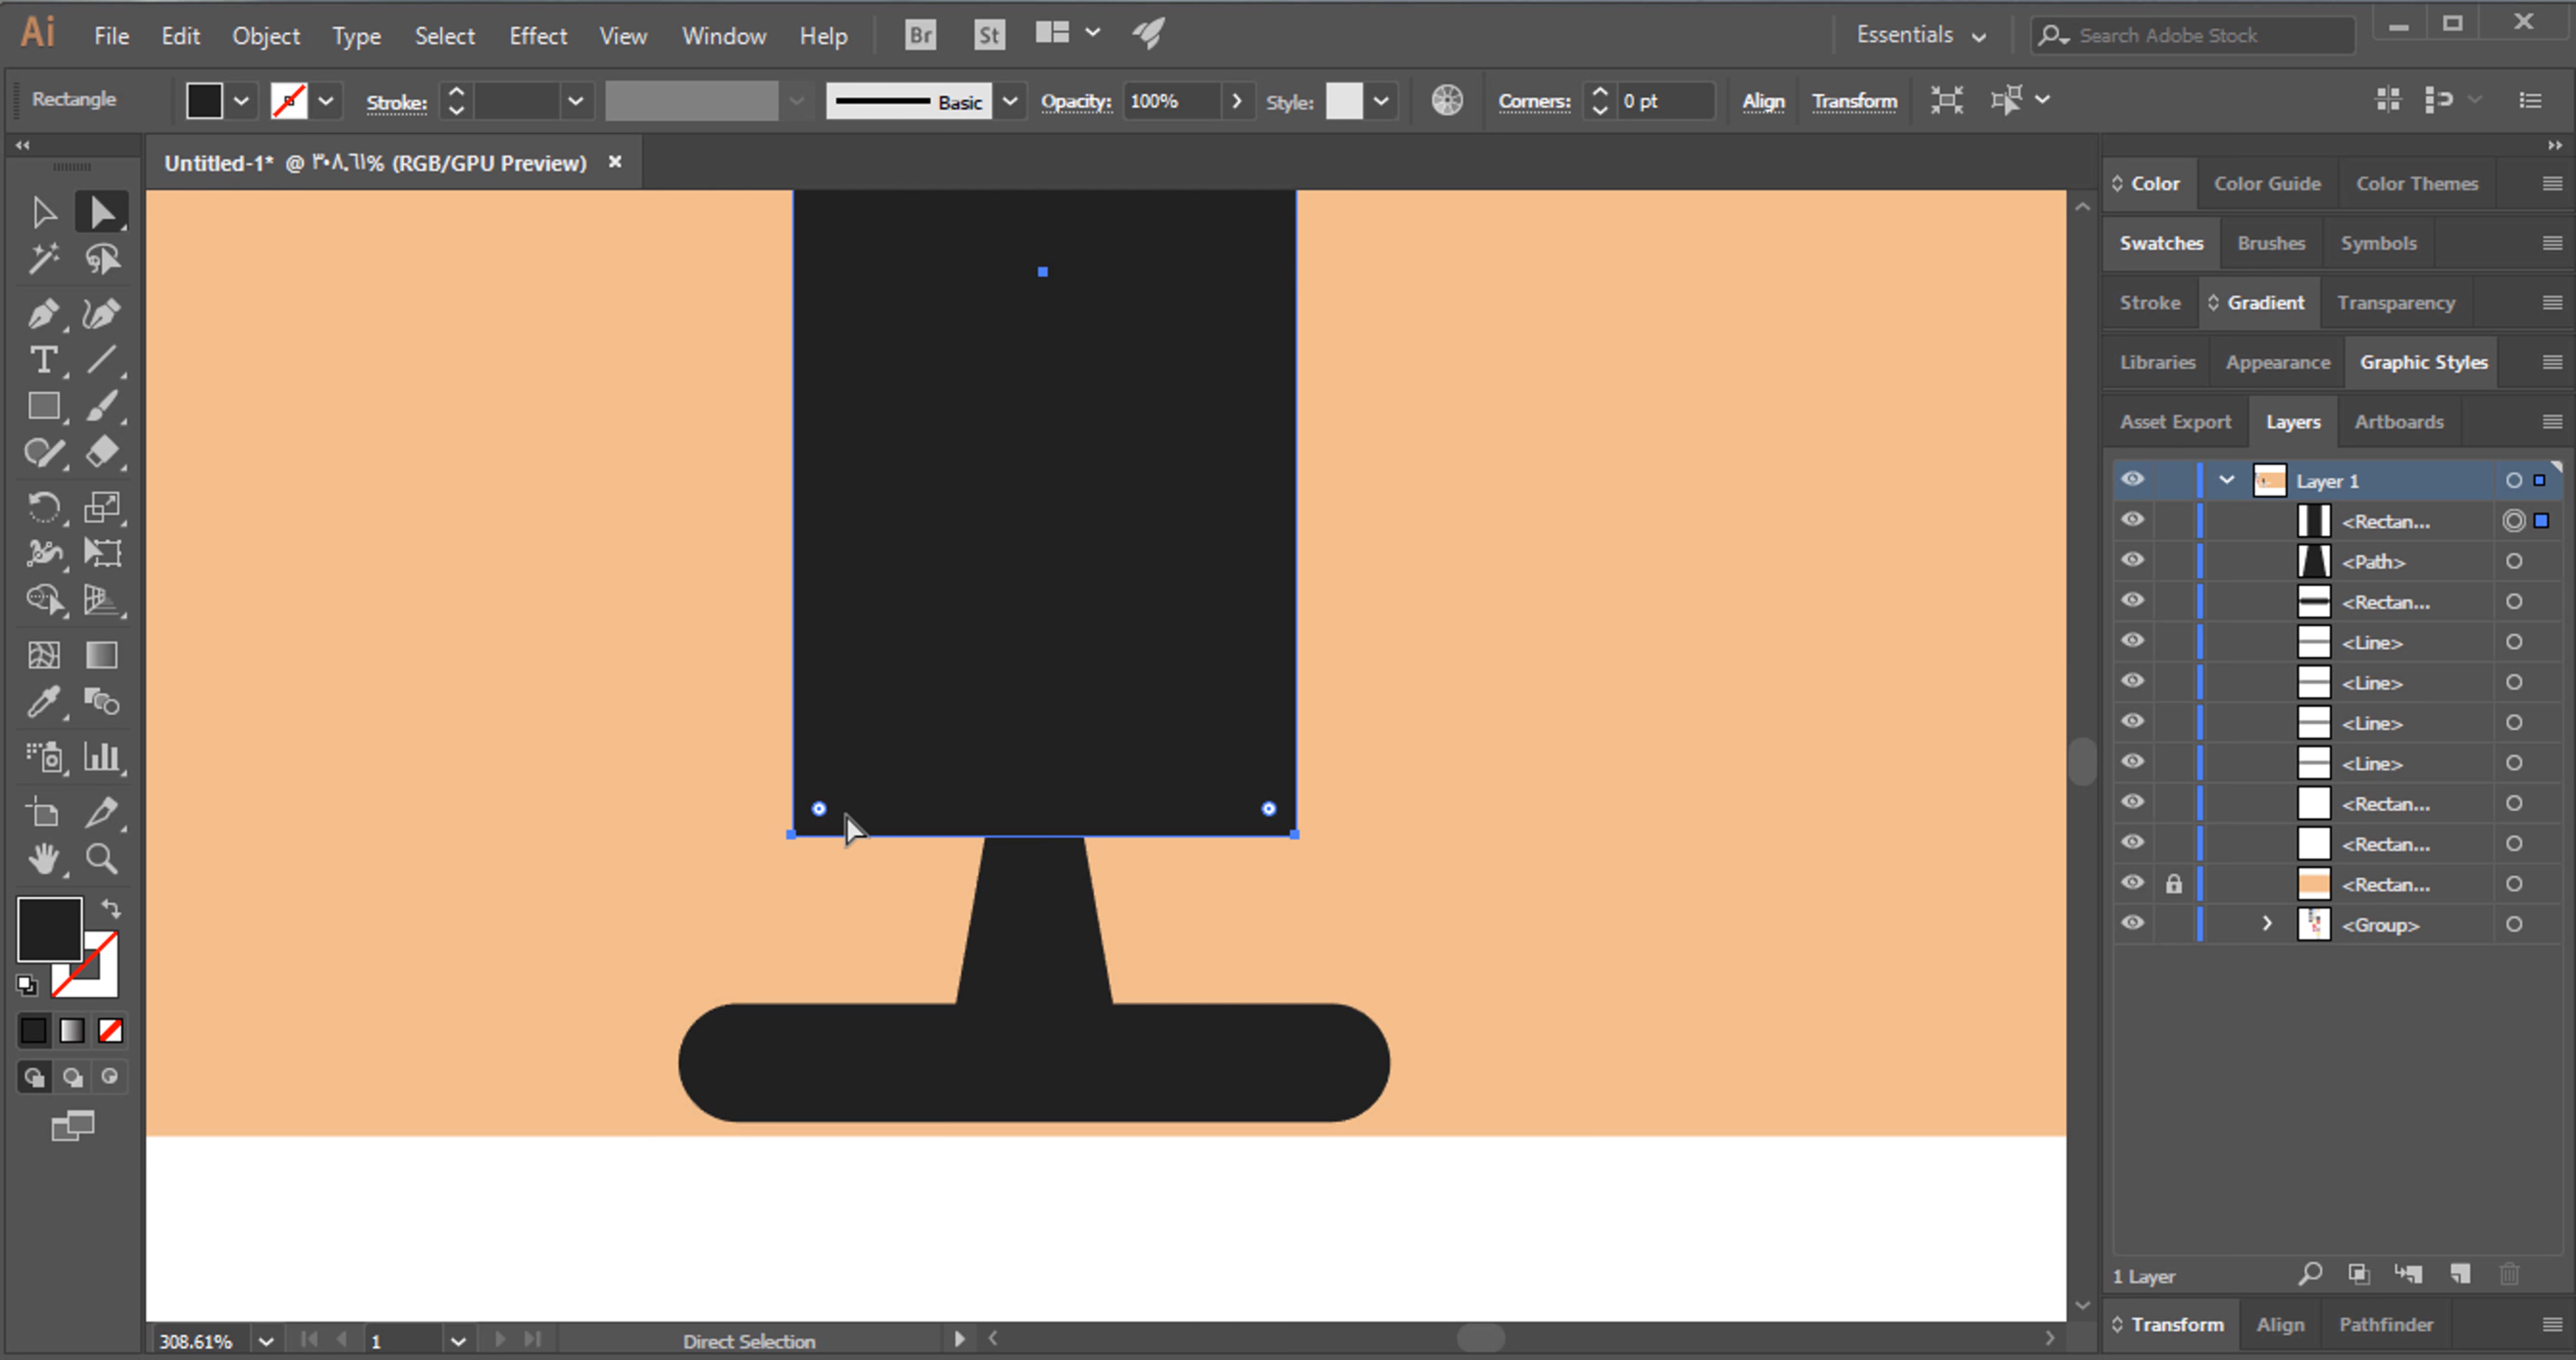 Ai File Edit Object Type Select Effect View Window Help Br St Essentials Search Adobe Stock
Rectangle Stroke: Basic Opacity: 100% Style: Corners: 0 pt Align Transform
Untitled-1* @ ٣٠٨.٦١% (RGB/GPU Preview)
Color Color Guide Color Themes
Swatches Brushes Symbols
Stroke Gradient Transparency
Libraries Appearance Graphic Styles
Asset Export Layers Artboards
Layer 1
<Rectan...
<Path>
<Rectan...
<Line>
<Line>
<Line>
<Line>
<Rectan...
<Rectan...
<Rectan...
<Group>
1 Layer
Transform Align Pathfinder
308.61% 1 Direct Selection